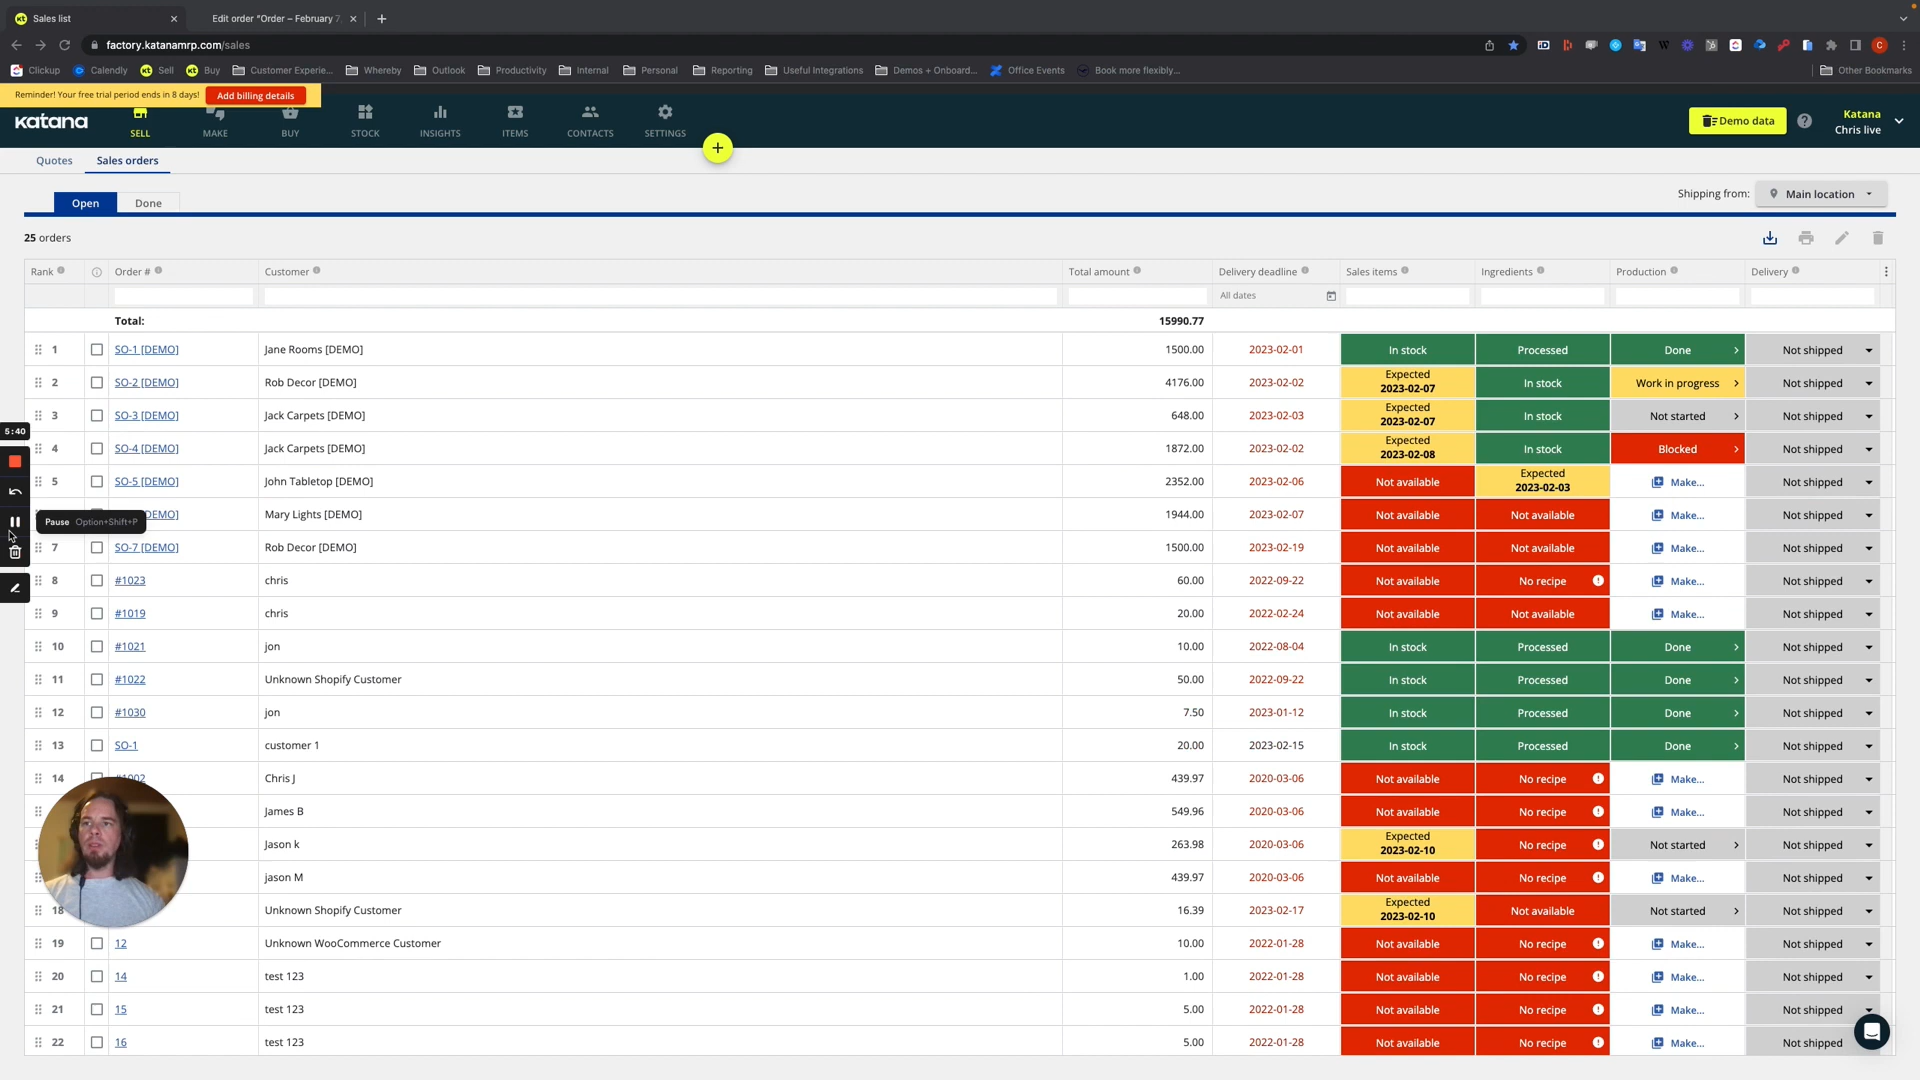 Sales list
Edit order "Order – February 7,
factory.katanamrp.com/sales
Clickup Calendly Sell Buy Customer Experie... Whereby Outlook Productivity Internal Personal Reporting Useful Integrations Demos + Onboard... Office Events Book more flexibly... Other Bookmarks
Reminder! Your free trial period ends in 8 days! Add billing details
katana SELL MAKE BUY STOCK INSIGHTS ITEMS CONTACTS SETTINGS Demo data Katana
Chris live
Quotes Sales orders
Open Done Shipping from: Main location
25 orders
Rank Order # Customer Total amount Delivery deadline Sales items Ingredients Production Delivery
All dates
Total: 15990.77
1 SO-1 [DEMO] Jane Rooms [DEMO] 1500.00 2023-02-01 In stock Processed Done Not shipped
2 SO-2 [DEMO] Rob Decor [DEMO] 4176.00 2023-02-02 Expected 2023-02-07 In stock Work in progress Not shipped
3 SO-3 [DEMO] Jack Carpets [DEMO] 648.00 2023-02-03 Expected 2023-02-07 In stock Not started Not shipped
5:40
4 SO-4 [DEMO] Jack Carpets [DEMO] 1872.00 2023-02-02 Expected 2023-02-08 In stock Blocked Not shipped
5 SO-5 [DEMO] John Tabletop [DEMO] 2352.00 2023-02-06 Not available Expected 2023-02-03 Make... Not shipped
DEMO] Mary Lights [DEMO] 1944.00 2023-02-07 Not available Not available Make... Not shipped
Pause Option+Shift+P
7 SO-7 [DEMO] Rob Decor [DEMO] 1500.00 2023-02-19 Not available Not available Make... Not shipped
8 #1023 chris 60.00 2022-09-22 Not available No recipe Make... Not shipped
9 #1019 chris 20.00 2022-02-24 Not available Not available Make... Not shipped
10 #1021 jon 10.00 2022-08-04 In stock Processed Done Not shipped
11 #1022 Unknown Shopify Customer 50.00 2022-09-22 In stock Processed Done Not shipped
12 #1030 jon 7.50 2023-01-12 In stock Processed Done Not shipped
13 SO-1 customer 1 20.00 2023-02-15 In stock Processed Done Not shipped
14 #1002 Chris J 439.97 2020-03-06 Not available No recipe Make... Not shipped
James B 549.96 2020-03-06 Not available No recipe Make... Not shipped
Jason k 263.98 2020-03-06 Expected 2023-02-10 No recipe Not started Not shipped
jason M 439.97 2020-03-06 Not available No recipe Make... Not shipped
18 Unknown Shopify Customer 16.39 2023-02-17 Expected 2023-02-10 Not available Not started Not shipped
19 12 Unknown WooCommerce Customer 10.00 2022-01-28 Not available No recipe Make... Not shipped
20 14 test 123 1.00 2022-01-28 Not available No recipe Make... Not shipped
21 15 test 123 5.00 2022-01-28 Not available No recipe Make... Not shipped
22 16 test 123 5.00 2022-01-28 Not available No recipe Make... Not shipped